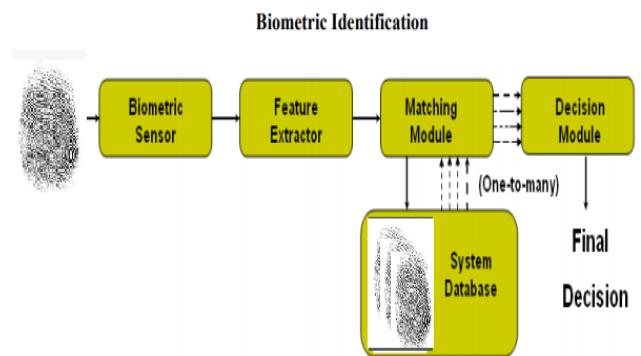 Biometric Identification
Biometric
Sensor
Feature
Extractor
Matching
Module
Decision
Module
(One-to-many)
System
Database
Final
Decision